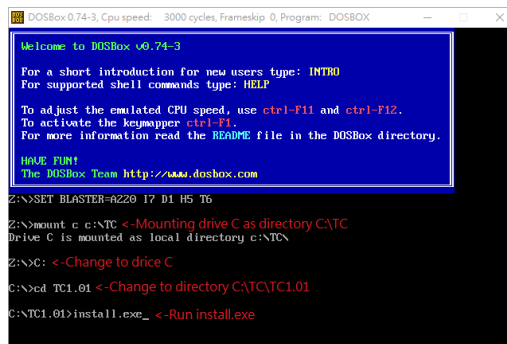 DOSBox 0.74-3, Cpu speed: 3000 cycles, Frameskip 0, Program: DOSBOX
Welcome to DOSBox v0.74-3
For a short introduction for new users type: INTRO
For supported shell commands type: HELP
To adjust the emulated CPU speed, use ctrl-F11 and ctrl-F12.
To activate the keymapper ctrl-F1.
For more information read the README file in the DOSBox directory.
HAVE FUN!
The DOSBox Team http://www.dosbox.com
Z:\>SET BLASTER=A220 I7 D1 H5 T6
Z:\>mount c c:\TC <-Mounting drive C as directory C:\TC
Drive C is mounted as local directory c:\TC\
Z:\>C: <-Change to drice C
C:\>cd TC1.01 <-Change to directory C:\TC\TC1.01
C:\TC1.01>install.exe_ <-Run install.exe